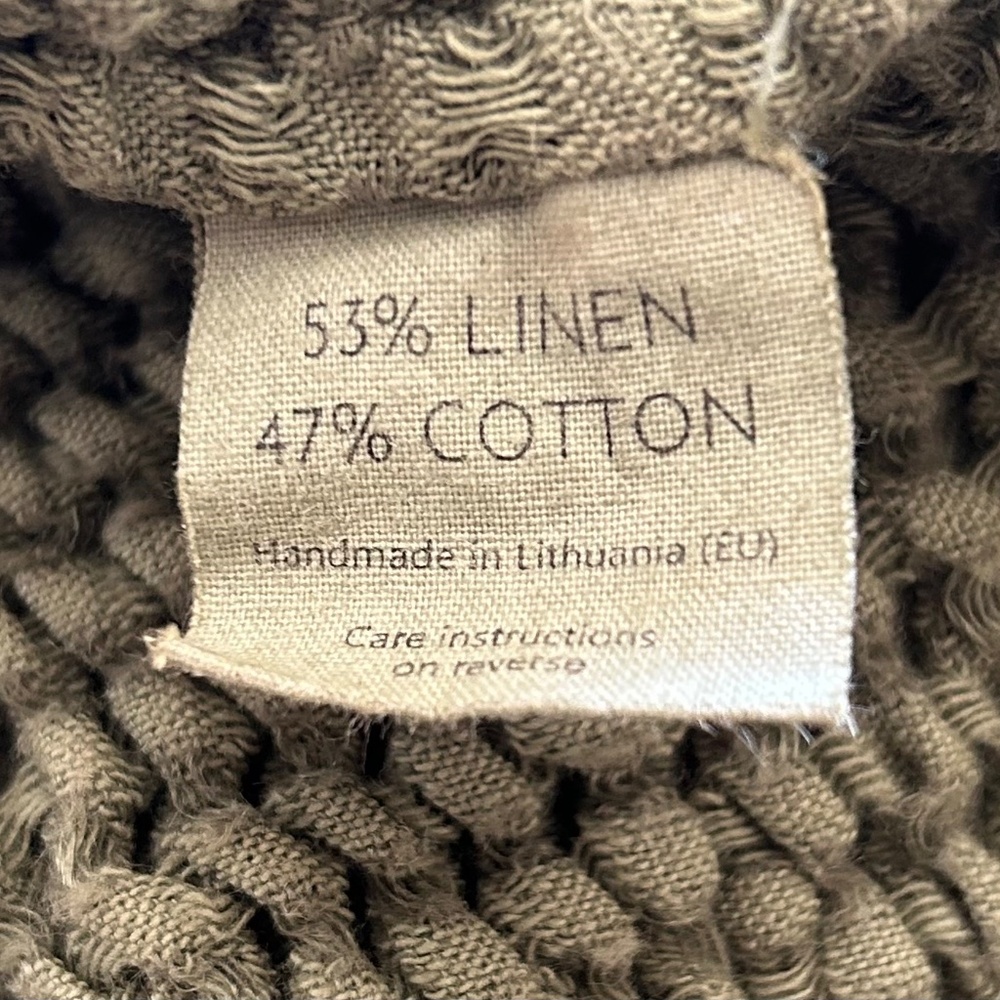 53% LINEN
47% COTTON
Handmade in Lithuania (EU)
Care instructions
on reverse